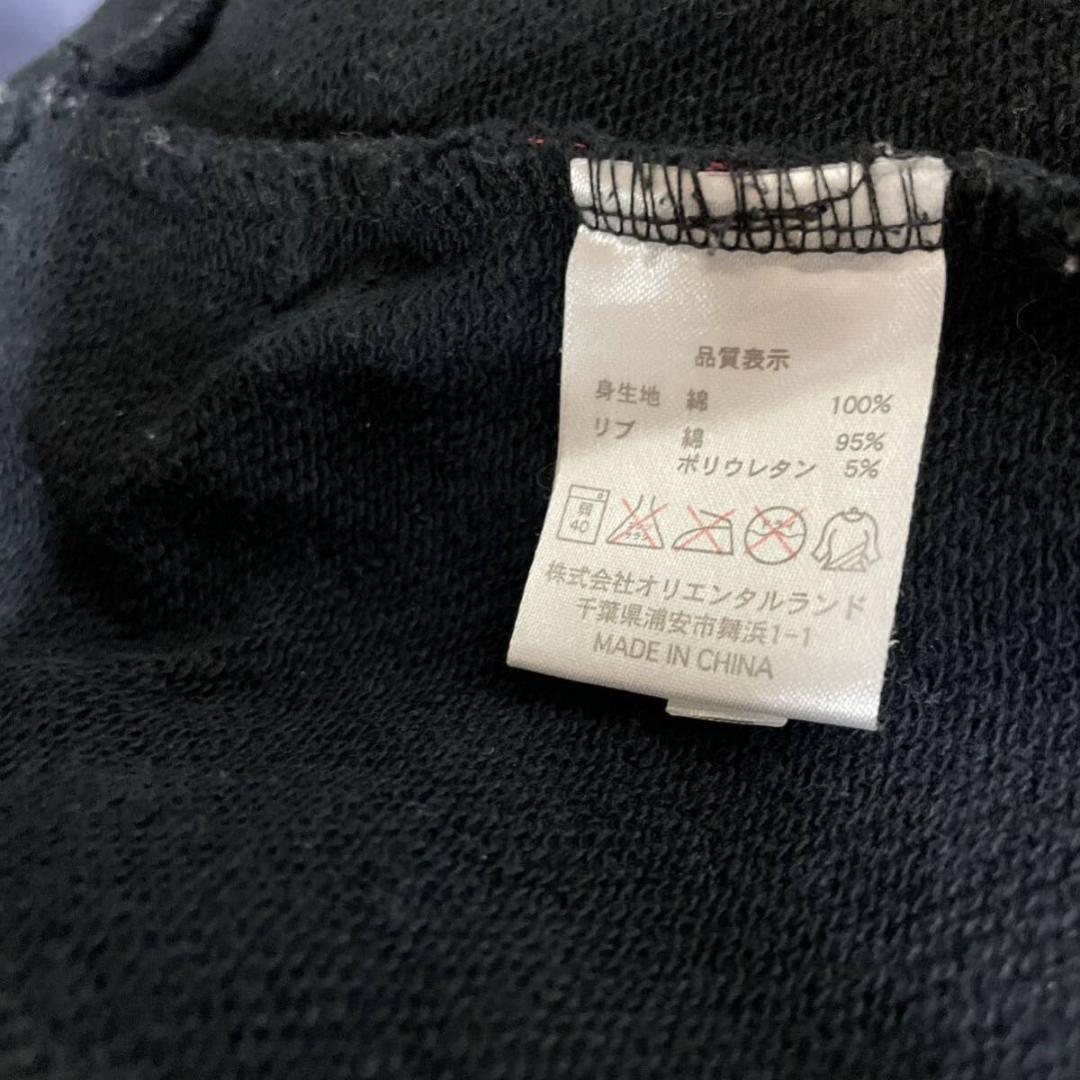 品質表示
身生地 綿 100%
リブ 綿 95%
ポリウレタン 5%
弱
40
株式会社オリエンタルランド
千葉県浦安市舞浜1-1
MADE IN CHINA